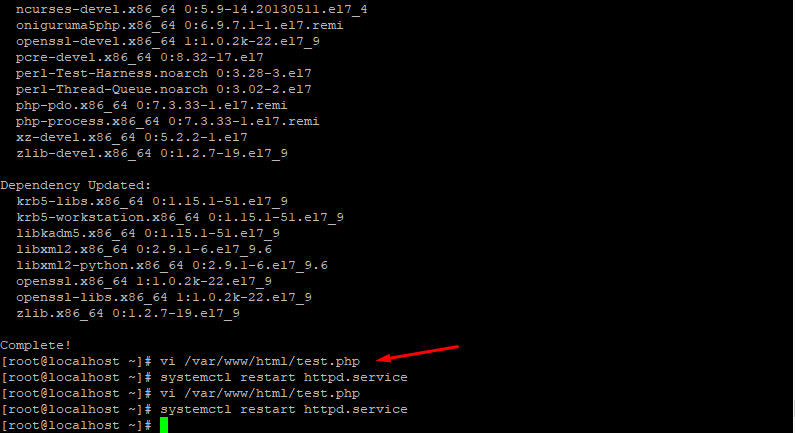 ncurses-devel.x86_64 0:5.9-14.20130511.el7_4
oniguruma5php.x86_64 0:6.9.7.1-1.el7.remi
openssl-devel.x86_64 1:1.0.2k-22.el7_9
pcre-devel.x86_64 0:8.32-17.el7
perl-Test-Harness.noarch 0:3.28-3.el7
perl-Thread-Queue.noarch 0:3.02-2.el7
php-pdo.x86_64 0:7.3.33-1.el7.remi
php-process.x86_64 0:7.3.33-1.el7.remi
xz-devel.x86_64 0:5.2.2-1.el7
zlib-devel.x86_64 0:1.2.7-19.el7_9
Dependency Updated:
krb5-libs.x86_64 0:1.15.1-51.el7_9
krb5-workstation.x86_64 0:1.15.1-51.el7_9
libkadm5.x86_64 0:1.15.1-51.el7_9
libxml2.x86_64 0:2.9.1-6.el7_9.6
libxml2-python.x86_64 0:2.9.1-6.el7_9.6
openssl.x86_64 1:1.0.2k-22.el7_9
openssl-libs.x86_64 1:1.0.2k-22.el7_9
zlib.x86_64 0:1.2.7-19.el7_9
Complete!
[root@localhost ~]# vi /var/www/html/test.php
[root@localhost ~]# systemctl restart httpd.service
[root@localhost ~]# vi /var/www/html/test.php
[root@localhost ~]# systemctl restart httpd.service
[root@localhost ~]#